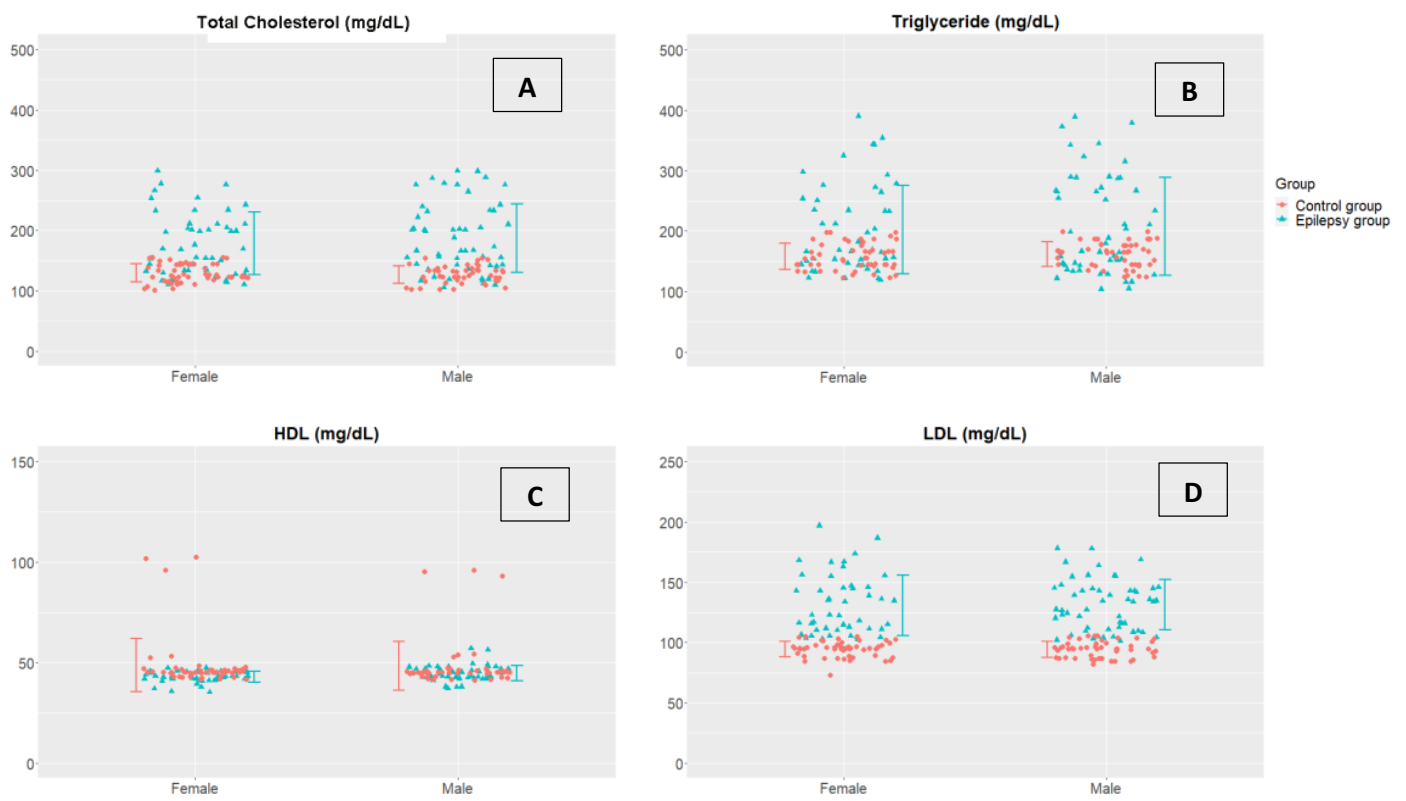 Total Cholesterol (mg/dL)
500
400
300
200
100
0
A
Female
Male
Triglyceride (mg/dL)
500
400
300
200
100
0
B
Female
Male
Group
Control group
Epilepsy group
HDL (mg/dL)
150
100
50
0
C
Female
Male
LDL (mg/dL)
250
200
150
100
50
0
D
Female
Male